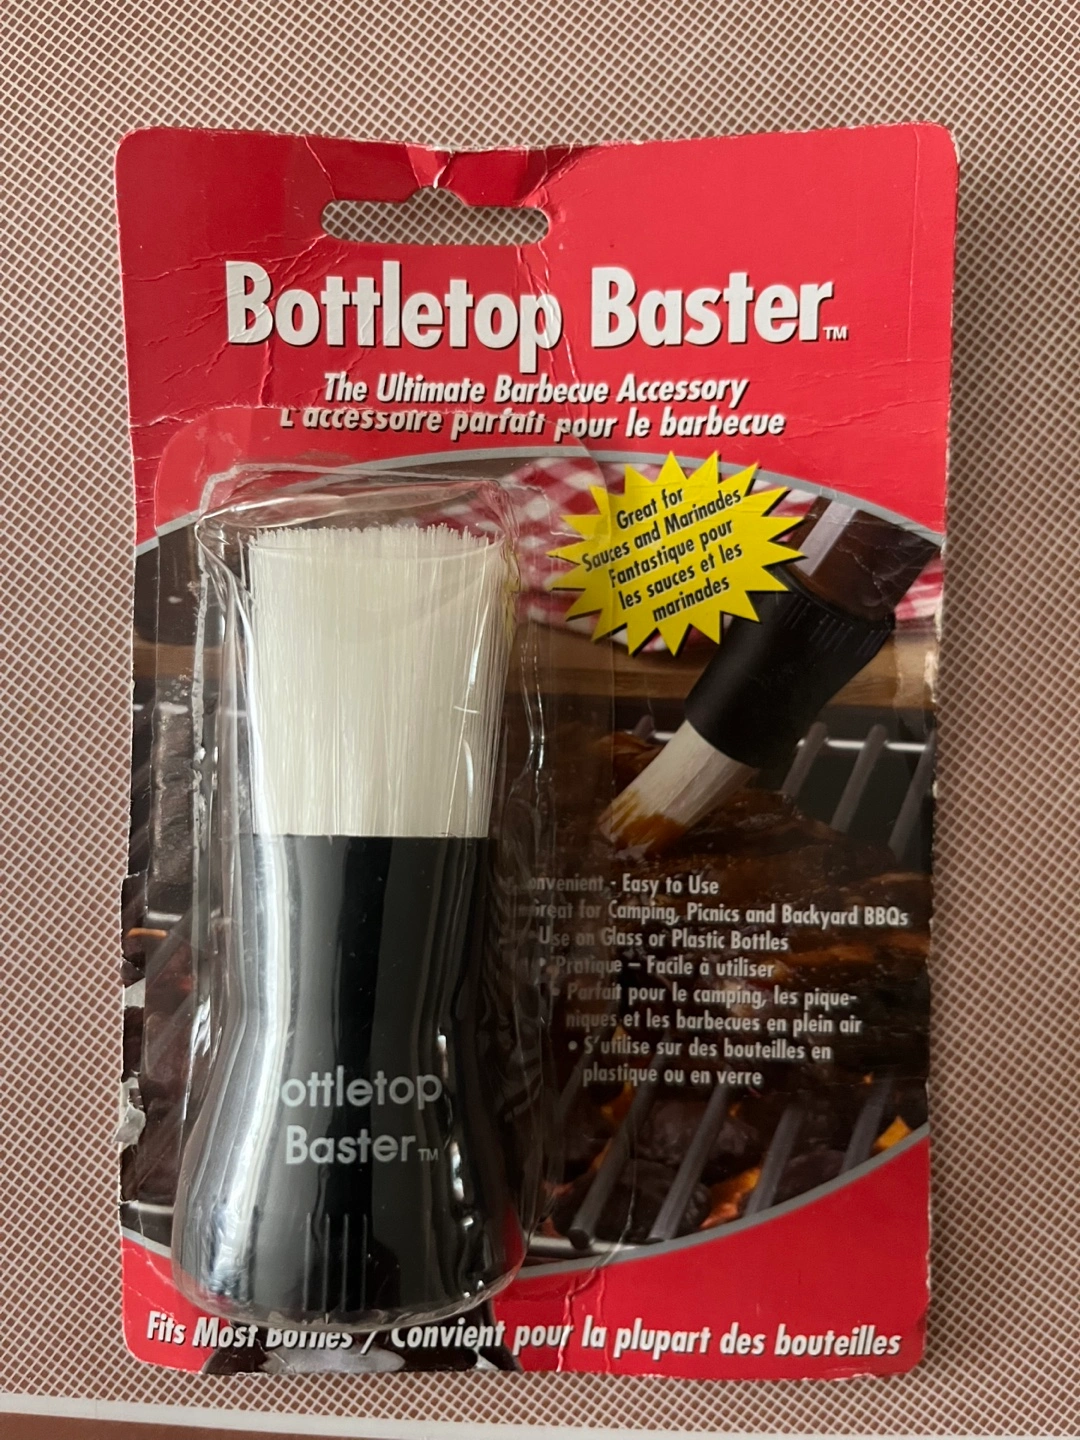 Bottletop Baster™
The Ultimate Barbecue Accessory
L'accessoire parfait pour le barbecue
Great for
Sauces and Marinades
Fantastique pour
les sauces et les
marinades
Convenient - Easy to Use
Great for Camping, Picnics and Backyard BBQs
Use on Glass or Plastic Bottles
• Pratique – Facile à utiliser
• Parfait pour le camping, les pique-
niques et les barbecues en plein air
• S'utilise sur des bouteilles en
plastique ou en verre
Bottletop
Baster™
Fits Most Bottles / Convient pour la plupart des bouteilles